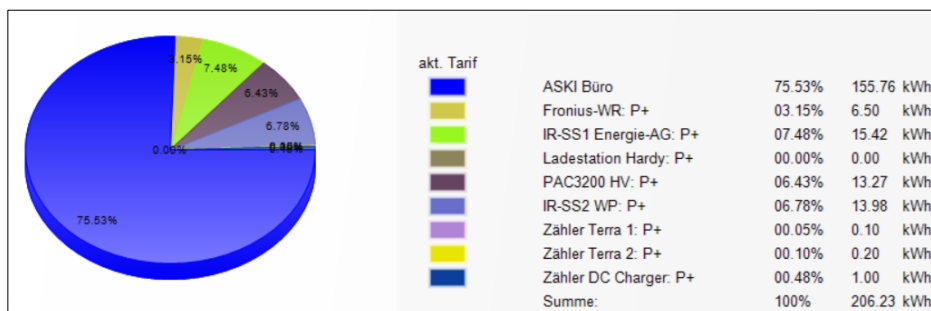 3.15%
7.48%
6.43%
6.78%
0.00%
75.53%
akt. Tarif
ASKI Büro 75.53% 155.76 kWh
Fronius-WR: P+ 03.15% 6.50 kWh
IR-SS1 Energie-AG: P+ 07.48% 15.42 kWh
Ladestation Hardy: P+ 00.00% 0.00 kWh
PAC3200 HV: P+ 06.43% 13.27 kWh
IR-SS2 WP: P+ 06.78% 13.98 kWh
Zähler Terra 1: P+ 00.05% 0.10 kWh
Zähler Terra 2: P+ 00.10% 0.20 kWh
Zähler DC Charger: P+ 00.48% 1.00 kWh
Summe: 100% 206.23 kWh